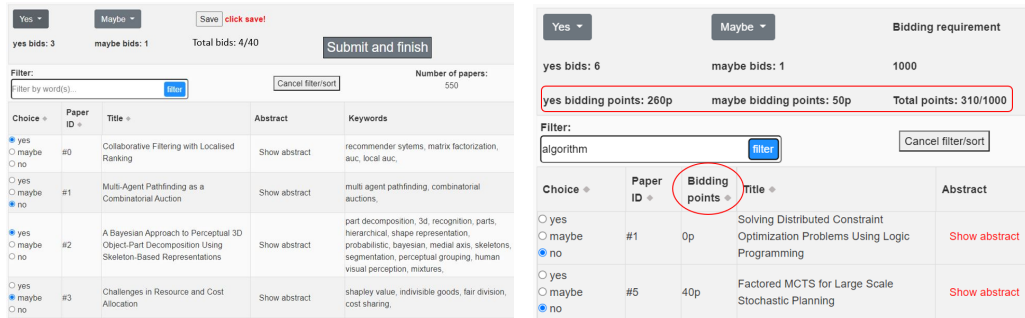 Yes Maybe Save click save!
yes bids: 3 maybe bids: 1 Total bids: 4/40 Submit and finish
Filter: Number of papers:
Filter by word(s)... filter Cancel filter/sort 550
Choice Paper ID Title Abstract Keywords
yes
maybe
no
#0
Collaborative Filtering with Localised
Ranking
Show abstract
recommender sytems, matrix factorization,
auc, local auc,
yes
maybe
no
#1
Multi-Agent Pathfinding as a
Combinatorial Auction
Show abstract
multi agent pathfinding, combinatorial
auctions,
yes
maybe
no
#2
A Bayesian Approach to Perceptual 3D
Object-Part Decomposition Using
Skeleton-Based Representations
Show abstract
part decomposition, 3d, recognition, parts,
hierarchical, shape representation,
probabilistic, bayesian, medial axis, skeletons,
segmentation, perceptual grouping, human
visual perception, mixtures,
yes
maybe
no
#3
Challenges in Resource and Cost
Allocation
Show abstract
shapley value, indivisible goods, fair division,
cost sharing,
Yes Maybe Bidding requirement
yes bids: 6 maybe bids: 1 1000
yes bidding points: 260p maybe bidding points: 50p Total points: 310/1000
Filter:
algorithm filter Cancel filter/sort
Choice Paper ID Bidding points Title Abstract
yes
maybe
no
#1
0p
Solving Distributed Constraint
Optimization Problems Using Logic
Programming
Show abstract
yes
maybe
no
#5
40p
Factored MCTS for Large Scale
Stochastic Planning
Show abstract